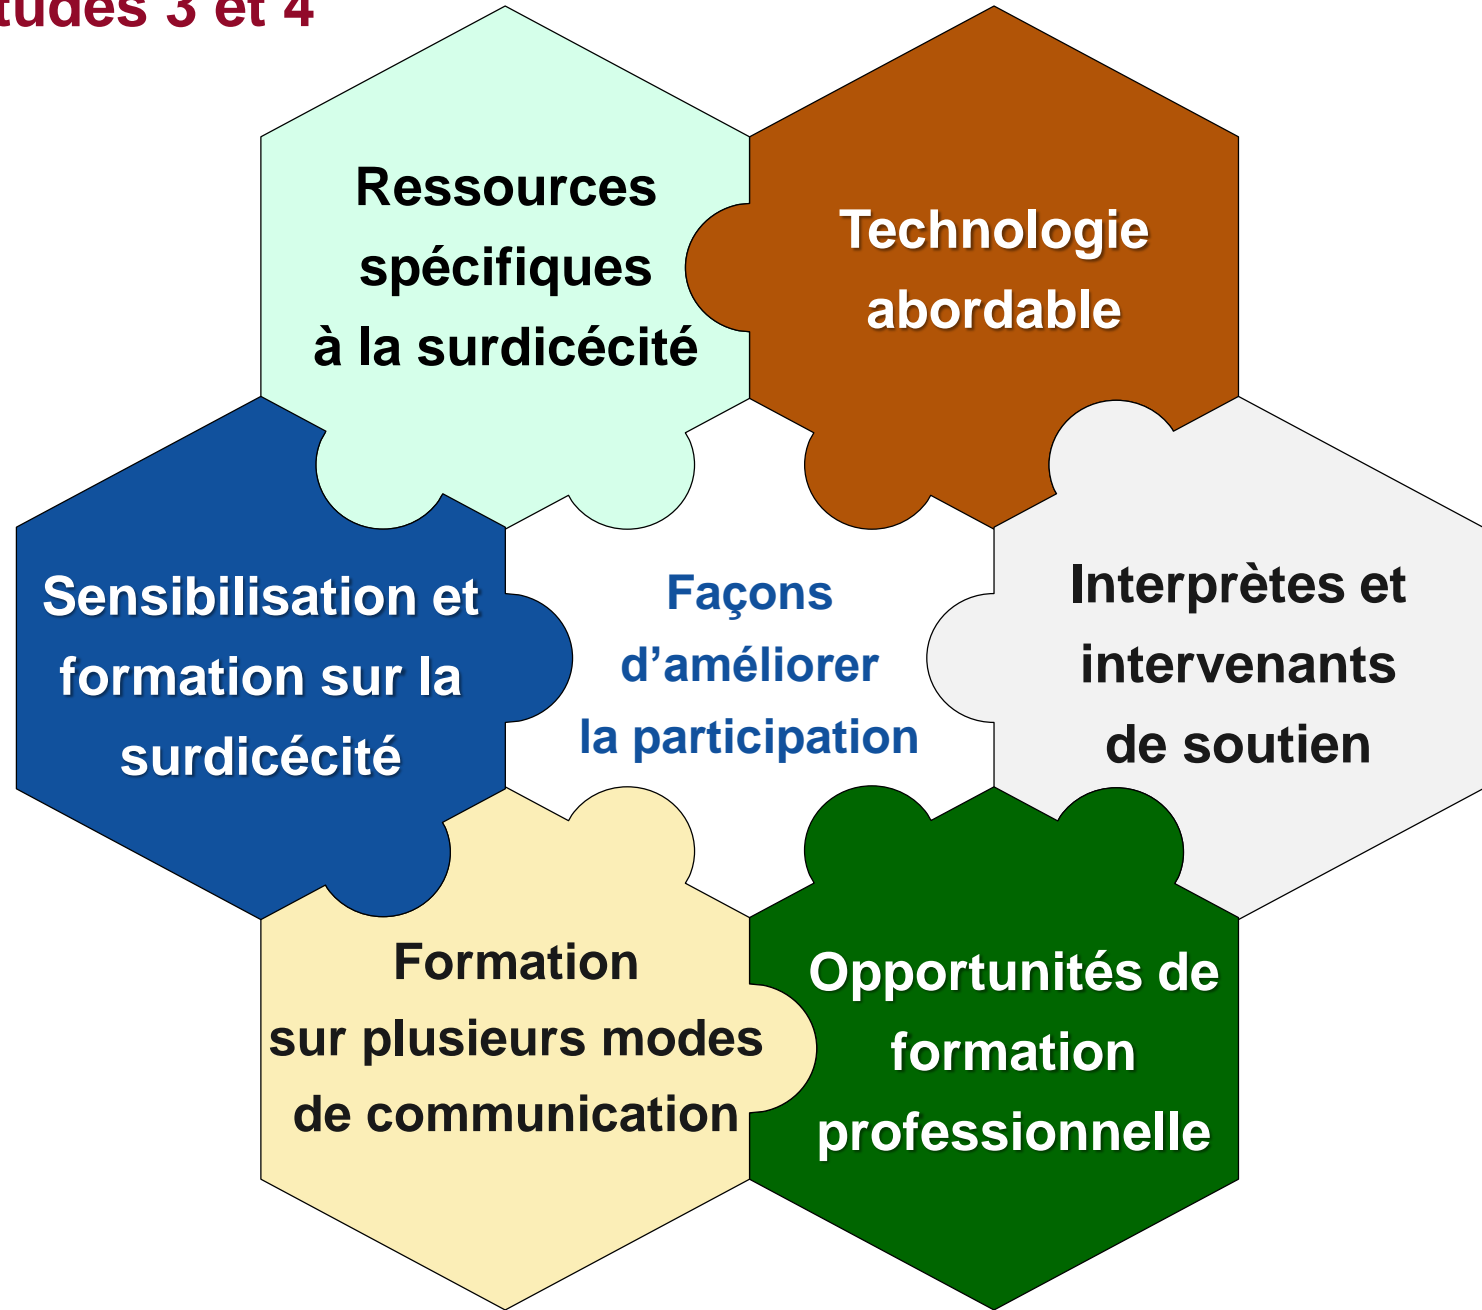 tudes 3 et 4
Ressources
spécifiques
à la surdicécité
Technologie
abordable
Sensibilisation et
formation sur la
surdicécité
Façons
d’améliorer
la participation
Interprètes et
intervenants
de soutien
Formation
sur plusieurs modes
de communication
Opportunités de
formation
professionnelle